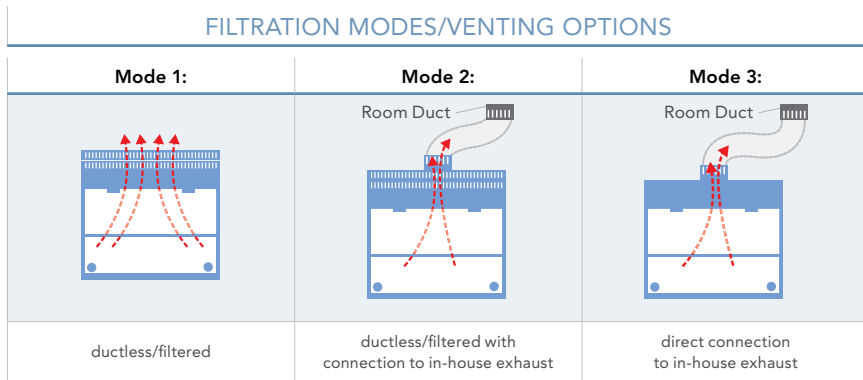 FILTRATION MODES/VENTING OPTIONS
Mode 1:
Mode 2:
Mode 3:
Room Duct
Room Duct
ductless/filtered
ductless/filtered with
connection to in-house exhaust
direct connection
to in-house exhaust